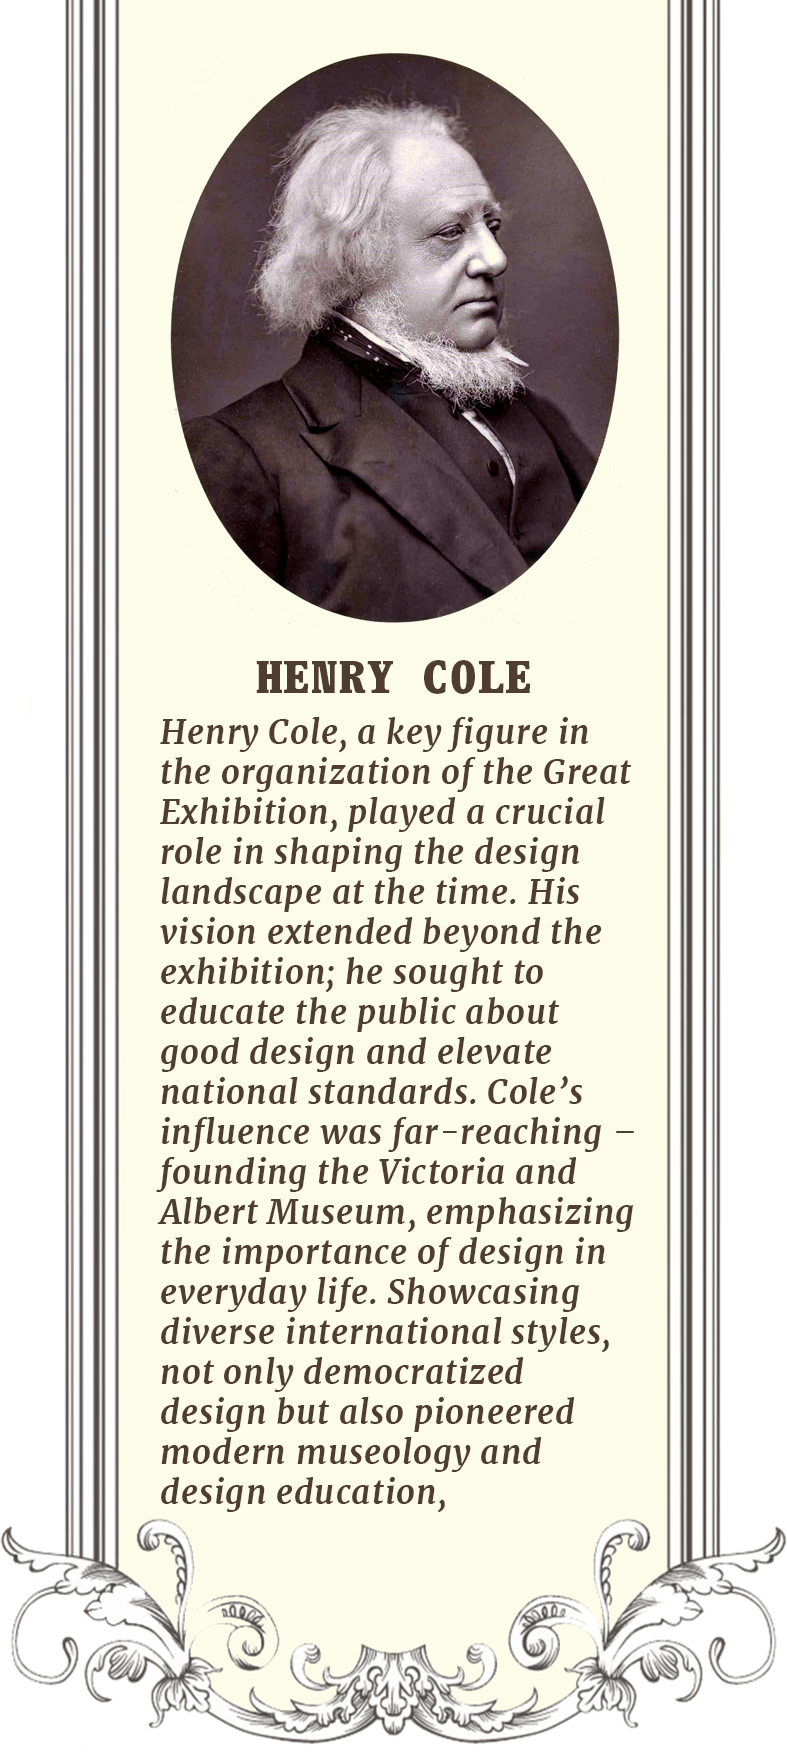 HENRY COLE
Henry Cole, a key figure in
the organization of the Great
Exhibition, played a crucial
role in shaping the design
landscape at the time. His
vision extended beyond the
exhibition; he sought to
educate the public about
good design and elevate
national standards. Cole’s
influence was far-reaching –
founding the Victoria and
Albert Museum, emphasizing
the importance of design in
everyday life. Showcasing
diverse international styles,
not only democratized
design but also pioneered
modern museology and
design education,